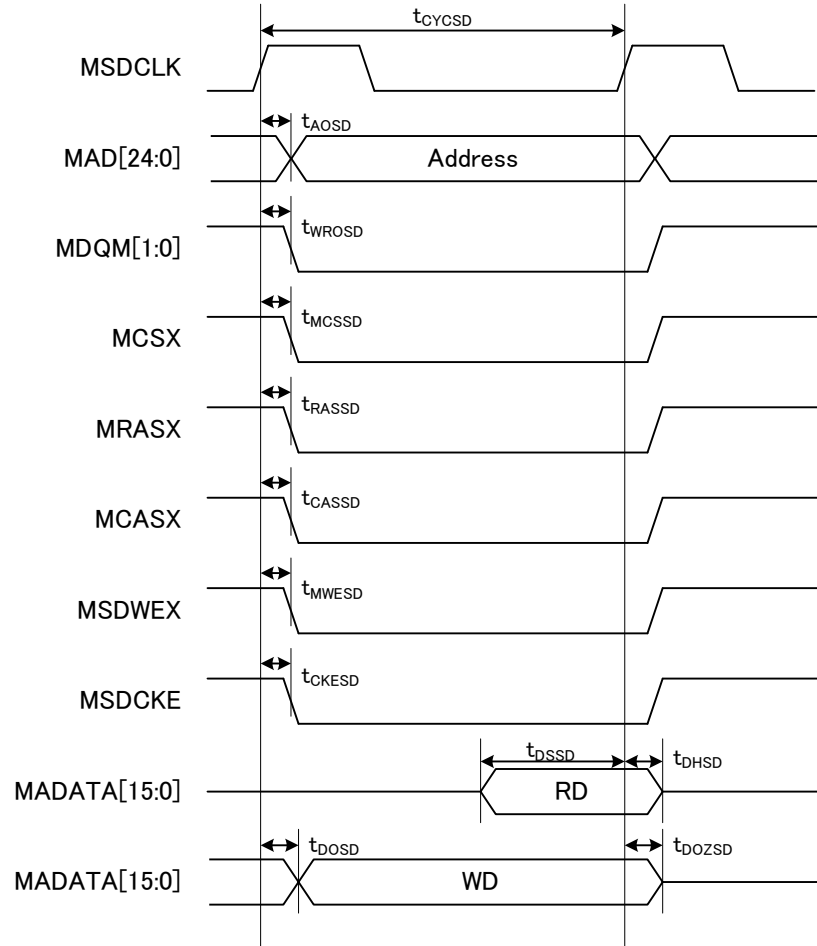 tCYCSD
MSDCLK
tAOSD
MAD[24:0]
Address
tWROSD
MDQM[1:0]
tMCSSD
MCSX
tRASSD
MRASX
tCASSD
MCASX
tMWESD
MSDWEX
tCKESD
MSDCKE
tDSSD
tDHSD
MADATA[15:0]
RD
tDOSD
tDOZSD
MADATA[15:0]
WD